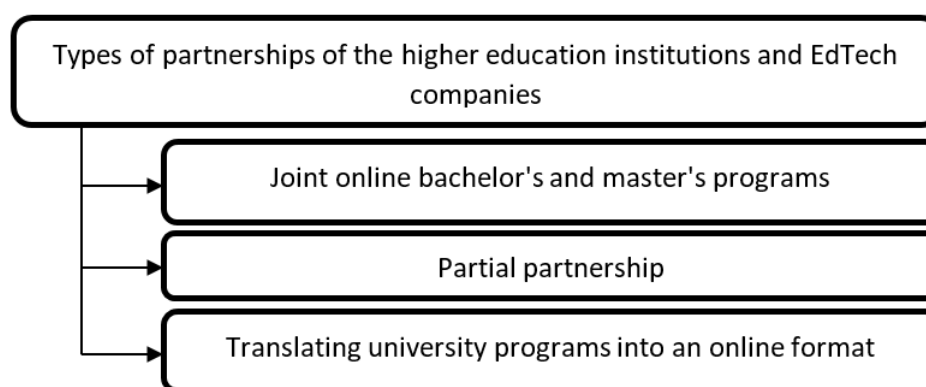 Types of partnerships of the higher education institutions and EdTech
companies
Joint online bachelor's and master's programs
Partial partnership
Translating university programs into an online format